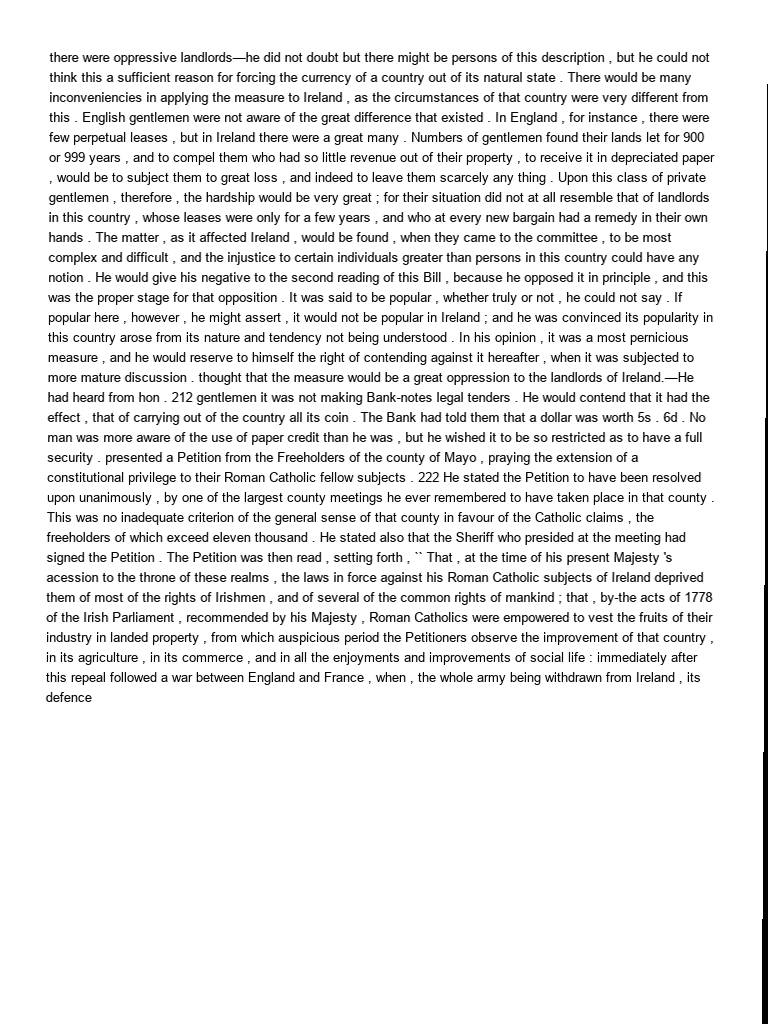 there were oppressive landlords—he did not doubt but there might be persons of this description , but he could not
think this a sufficient reason for forcing the currency of a country out of its natural state . There would be many
inconveniencies in applying the measure to Ireland , as the circumstances of that country were very different from
this . English gentlemen were not aware of the great difference that existed . In England , for instance , there were
few perpetual leases , but in Ireland there were a great many . Numbers of gentlemen found their lands let for 900
or 999 years , and to compel them who had so little revenue out of their property , to receive it in depreciated paper
, would be to subject them to great loss , and indeed to leave them scarcely any thing . Upon this class of private
gentlemen , therefore , the hardship would be very great ; for their situation did not at all resemble that of landlords
in this country , whose leases were only for a few years , and who at every new bargain had a remedy in their own
hands . The matter , as it affected Ireland , would be found , when they came to the committee , to be most
complex and difficult , and the injustice to certain individuals greater than persons in this country could have any
notion . He would give his negative to the second reading of this Bill , because he opposed it in principle , and this
was the proper stage for that opposition . It was said to be popular , whether truly or not , he could not say . If
popular here , however , he might assert , it would not be popular in Ireland ; and he was convinced its popularity in
this country arose from its nature and tendency not being understood . In his opinion , it was a most pernicious
measure , and he would reserve to himself the right of contending against it hereafter , when it was subjected to
more mature discussion . thought that the measure would be a great oppression to the landlords of Ireland.—He
had heard from hon . 212 gentlemen it was not making Bank-notes legal tenders . He would contend that it had the
effect , that of carrying out of the country all its coin . The Bank had told them that a dollar was worth 5s . 6d . No
man was more aware of the use of paper credit than he was , but he wished it to be so restricted as to have a full
security . presented a Petition from the Freeholders of the county of Mayo , praying the extension of a
constitutional privilege to their Roman Catholic fellow subjects . 222 He stated the Petition to have been resolved
upon unanimously , by one of the largest county meetings he ever remembered to have taken place in that county .
This was no inadequate criterion of the general sense of that county in favour of the Catholic claims , the
freeholders of which exceed eleven thousand . He stated also that the Sheriff who presided at the meeting had
signed the Petition . The Petition was then read , setting forth , `` That , at the time of his present Majesty 's
acession to the throne of these realms , the laws in force against his Roman Catholic subjects of Ireland deprived
them of most of the rights of Irishmen , and of several of the common rights of mankind ; that , by-the acts of 1778
of the Irish Parliament , recommended by his Majesty , Roman Catholics were empowered to vest the fruits of their
industry in landed property , from which auspicious period the Petitioners observe the improvement of that country ,
in its agriculture , in its commerce , and in all the enjoyments and improvements of social life : immediately after
this repeal followed a war between England and France , when , the whole army being withdrawn from Ireland , its
defence